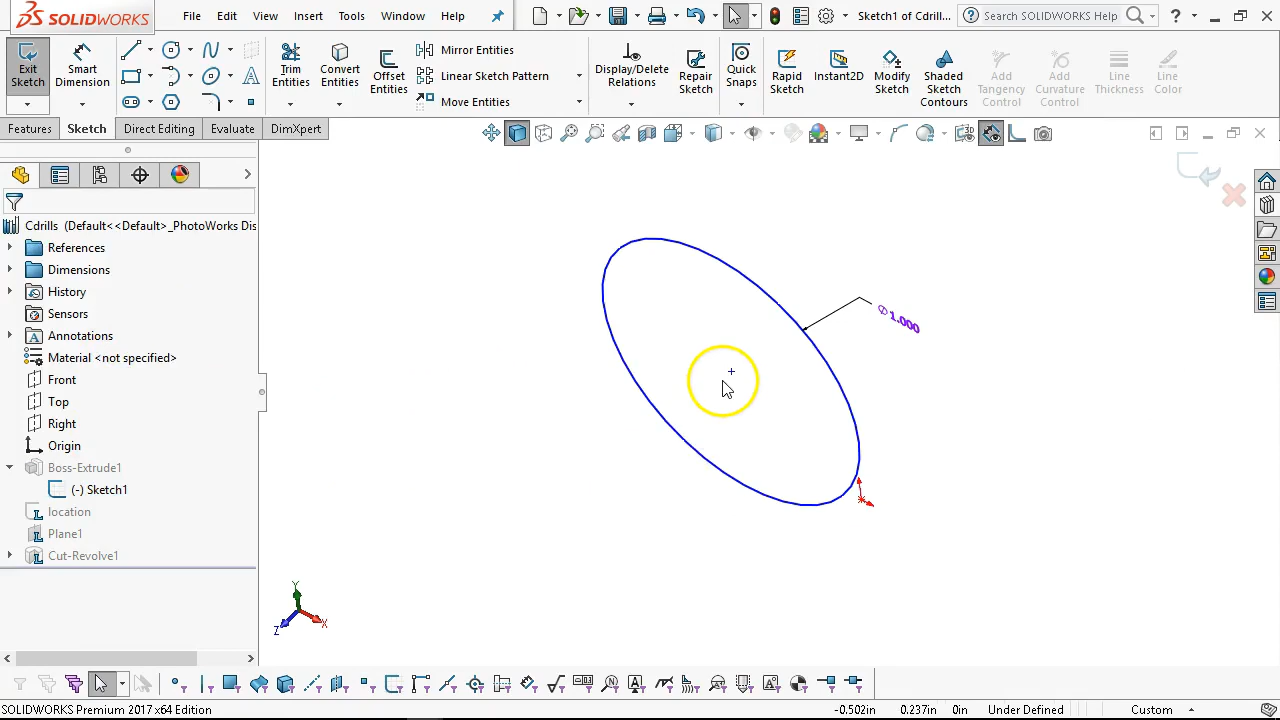 SOLIDWORKS File Edit View Insert Tools Window Help Sketch1 of Cdrill... Search SOLIDWORKS Help ?
Exit Sketch Smart Dimension Trim Entities Convert Entities Offset Entities Mirror Entities Linear Sketch Pattern Move Entities Display/Delete Relations Repair Sketch Quick Snaps Rapid Sketch Instant2D Modify Sketch Shaded Sketch Contours Add Tangency Control Add Curvature Control Line Thickness Line Color
Features Sketch Direct Editing Evaluate DimXpert
Cdrills (Default<<Default>_PhotoWorks Dis
References
Dimensions
History
Sensors
Annotations
Material <not specified>
Front
Top
Right
Origin
Boss-Extrude1
(-) Sketch1
location
Plane1
Cut-Revolve1
∅ 1.000
Y
Z X
SOLIDWORKS Premium 2017 x64 Edition -0.502in 0.237in 0in Under Defined Custom